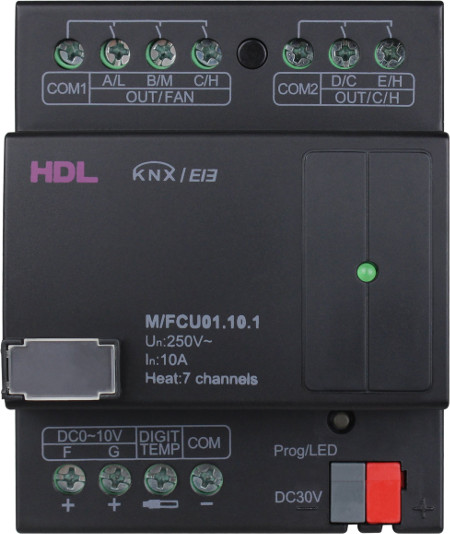 COM1 A/L B/M C/H
OUT/FAN
COM2 D/C E/H
OUT/C/H
HDL KNX/EIB
M/FCU01.10.1
Un:250V~
In:10A
Heat:7 channels
DC0~10V DIGIT TEMP COM
F G
+ + −
Prog/LED
DC30V
− +